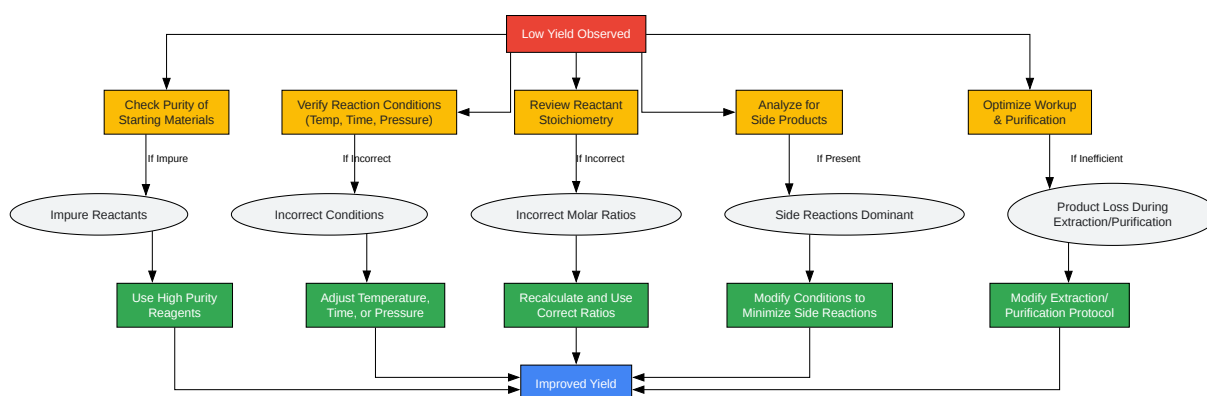 Low Yield Observed
Check Purity of
Starting Materials
Verify Reaction Conditions
(Temp, Time, Pressure)
Review Reactant
Stoichiometry
Analyze for
Side Products
Optimize Workup
& Purification
If Impure
If Incorrect
If Incorrect
If Present
If Inefficient
Impure Reactants
Incorrect Conditions
Incorrect Molar Ratios
Side Reactions Dominant
Product Loss During
Extraction/Purification
Use High Purity
Reagents
Adjust Temperature,
Time, or Pressure
Recalculate and Use
Correct Ratios
Modify Conditions to
Minimize Side Reactions
Modify Extraction/
Purification Protocol
Improved Yield